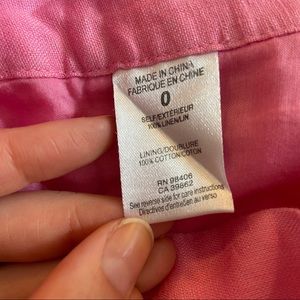 MADE IN CHINA
FABRIQUE EN CHINE
0
SELF/EXTÉRIEUR
100% LINEN/LIN
LINING/DOUBLURE
100% COTTON/COTON
RN 98406
CA 39862
See reverse side for care instructions
Directives d'entretien au verso